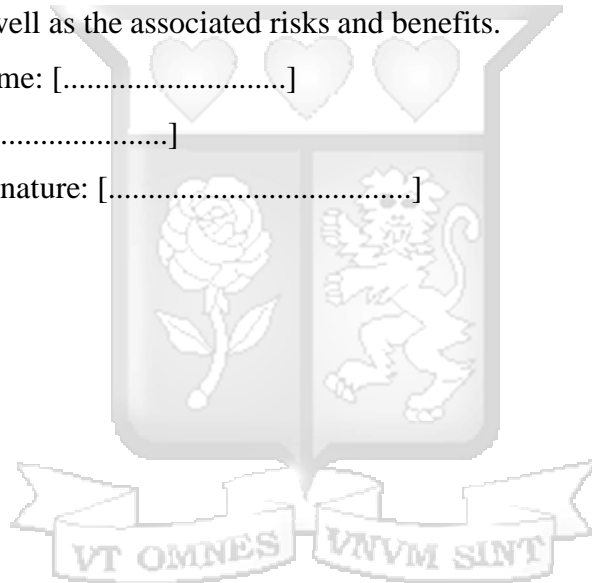 well as the associated risks and benefits.
me: [............................]
.....................]
nature: [......................................]
VT OMNES VNVM SINT